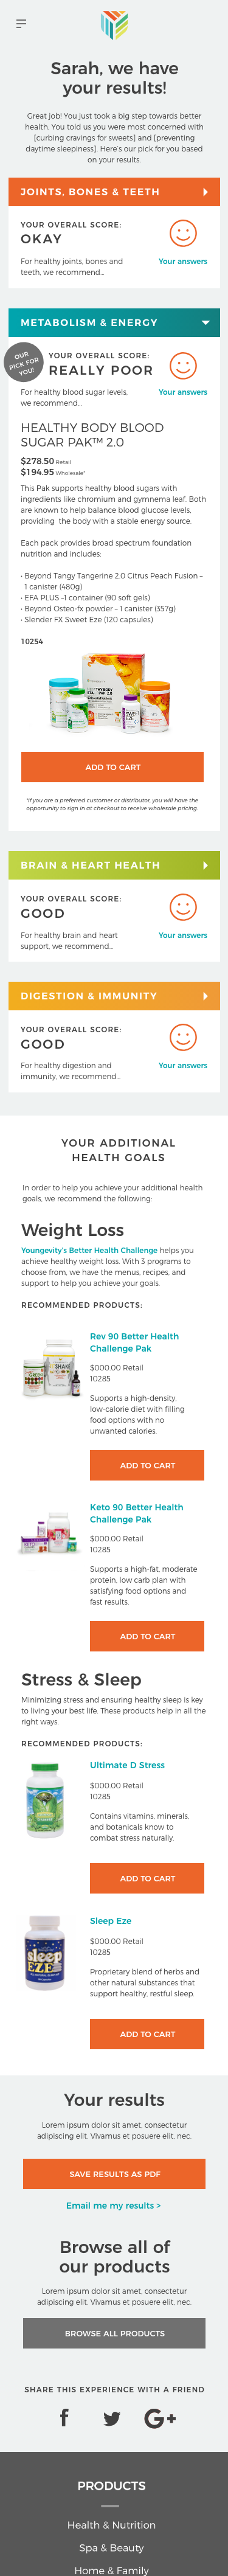 Sarah, we have
your results!
Great job! You just took a big step towards better
health. You told us you were most concerned with
[curbing cravings for sweets] and [preventing
daytime sleepiness]. Here's our pick for you based
on your results.
JOINTS, BONES & TEETH
YOUR OVERALL SCORE:
OKAY
For healthy joints, bones and
teeth, we recommend...
Your answers
METABOLISM & ENERGY
OUR
PICK FOR
YOU!
YOUR OVERALL SCORE:
REALLY POOR
For healthy blood sugar levels,
we recommend...
Your answers
HEALTHY BODY BLOOD
SUGAR PAK™ 2.0
$278.50 Retail
$194.95 Wholesale*
This Pak supports healthy blood sugars with
ingredients like chromium and gymnema leaf. Both
are known to help balance blood glucose levels,
providing the body with a stable energy source.
Each pack provides broad spectrum foundation
nutrition and includes:
• Beyond Tangy Tangerine 2.0 Citrus Peach Fusion –
1 canister (480g)
• EFA PLUS –1 container (90 soft gels)
• Beyond Osteo-fx powder – 1 canister (357g)
• Slender FX Sweet Eze (120 capsules)
10254
ADD TO CART
*If you are a preferred customer or distributor, you will have the
opportunity to sign in at checkout to receive wholesale pricing.
BRAIN & HEART HEALTH
YOUR OVERALL SCORE:
GOOD
For healthy brain and heart
support, we recommend...
Your answers
DIGESTION & IMMUNITY
YOUR OVERALL SCORE:
GOOD
For healthy digestion and
immunity, we recommend...
Your answers
YOUR ADDITIONAL
HEALTH GOALS
In order to help you achieve your additional health
goals, we recommend the following:
Weight Loss
Youngevity's Better Health Challenge helps you
achieve healthy weight loss. With 3 programs to
choose from, we have the menus, recipes, and
support to help you achieve your goals.
RECOMMENDED PRODUCTS:
Rev 90 Better Health
Challenge Pak
$000.00 Retail
10285
Supports a high-density,
low-calorie diet with filling
food options with no
unwanted calories.
ADD TO CART
Keto 90 Better Health
Challenge Pak
$000.00 Retail
10285
Supports a high-fat, moderate
protein, low carb plan with
satisfying food options and
fast results.
ADD TO CART
Stress & Sleep
Minimizing stress and ensuring healthy sleep is key
to living your best life. These products help in all the
right ways.
RECOMMENDED PRODUCTS:
Ultimate D Stress
$000.00 Retail
10285
Contains vitamins, minerals,
and botanicals know to
combat stress naturally.
ADD TO CART
sleep
EZE
Sleep Eze
$000.00 Retail
10285
Proprietary blend of herbs and
other natural substances that
support healthy, restful sleep.
ADD TO CART
Your results
Lorem ipsum dolor sit amet, consectetur
adipiscing elit. Vivamus et posuere elit, nec.
SAVE RESULTS AS PDF
Email me my results >
Browse all of
our products
Lorem ipsum dolor sit amet, consectetur
adipiscing elit. Vivamus et posuere elit, nec.
BROWSE ALL PRODUCTS
SHARE THIS EXPERIENCE WITH A FRIEND
f
G+
PRODUCTS
Health & Nutrition
Spa & Beauty
Home & Family